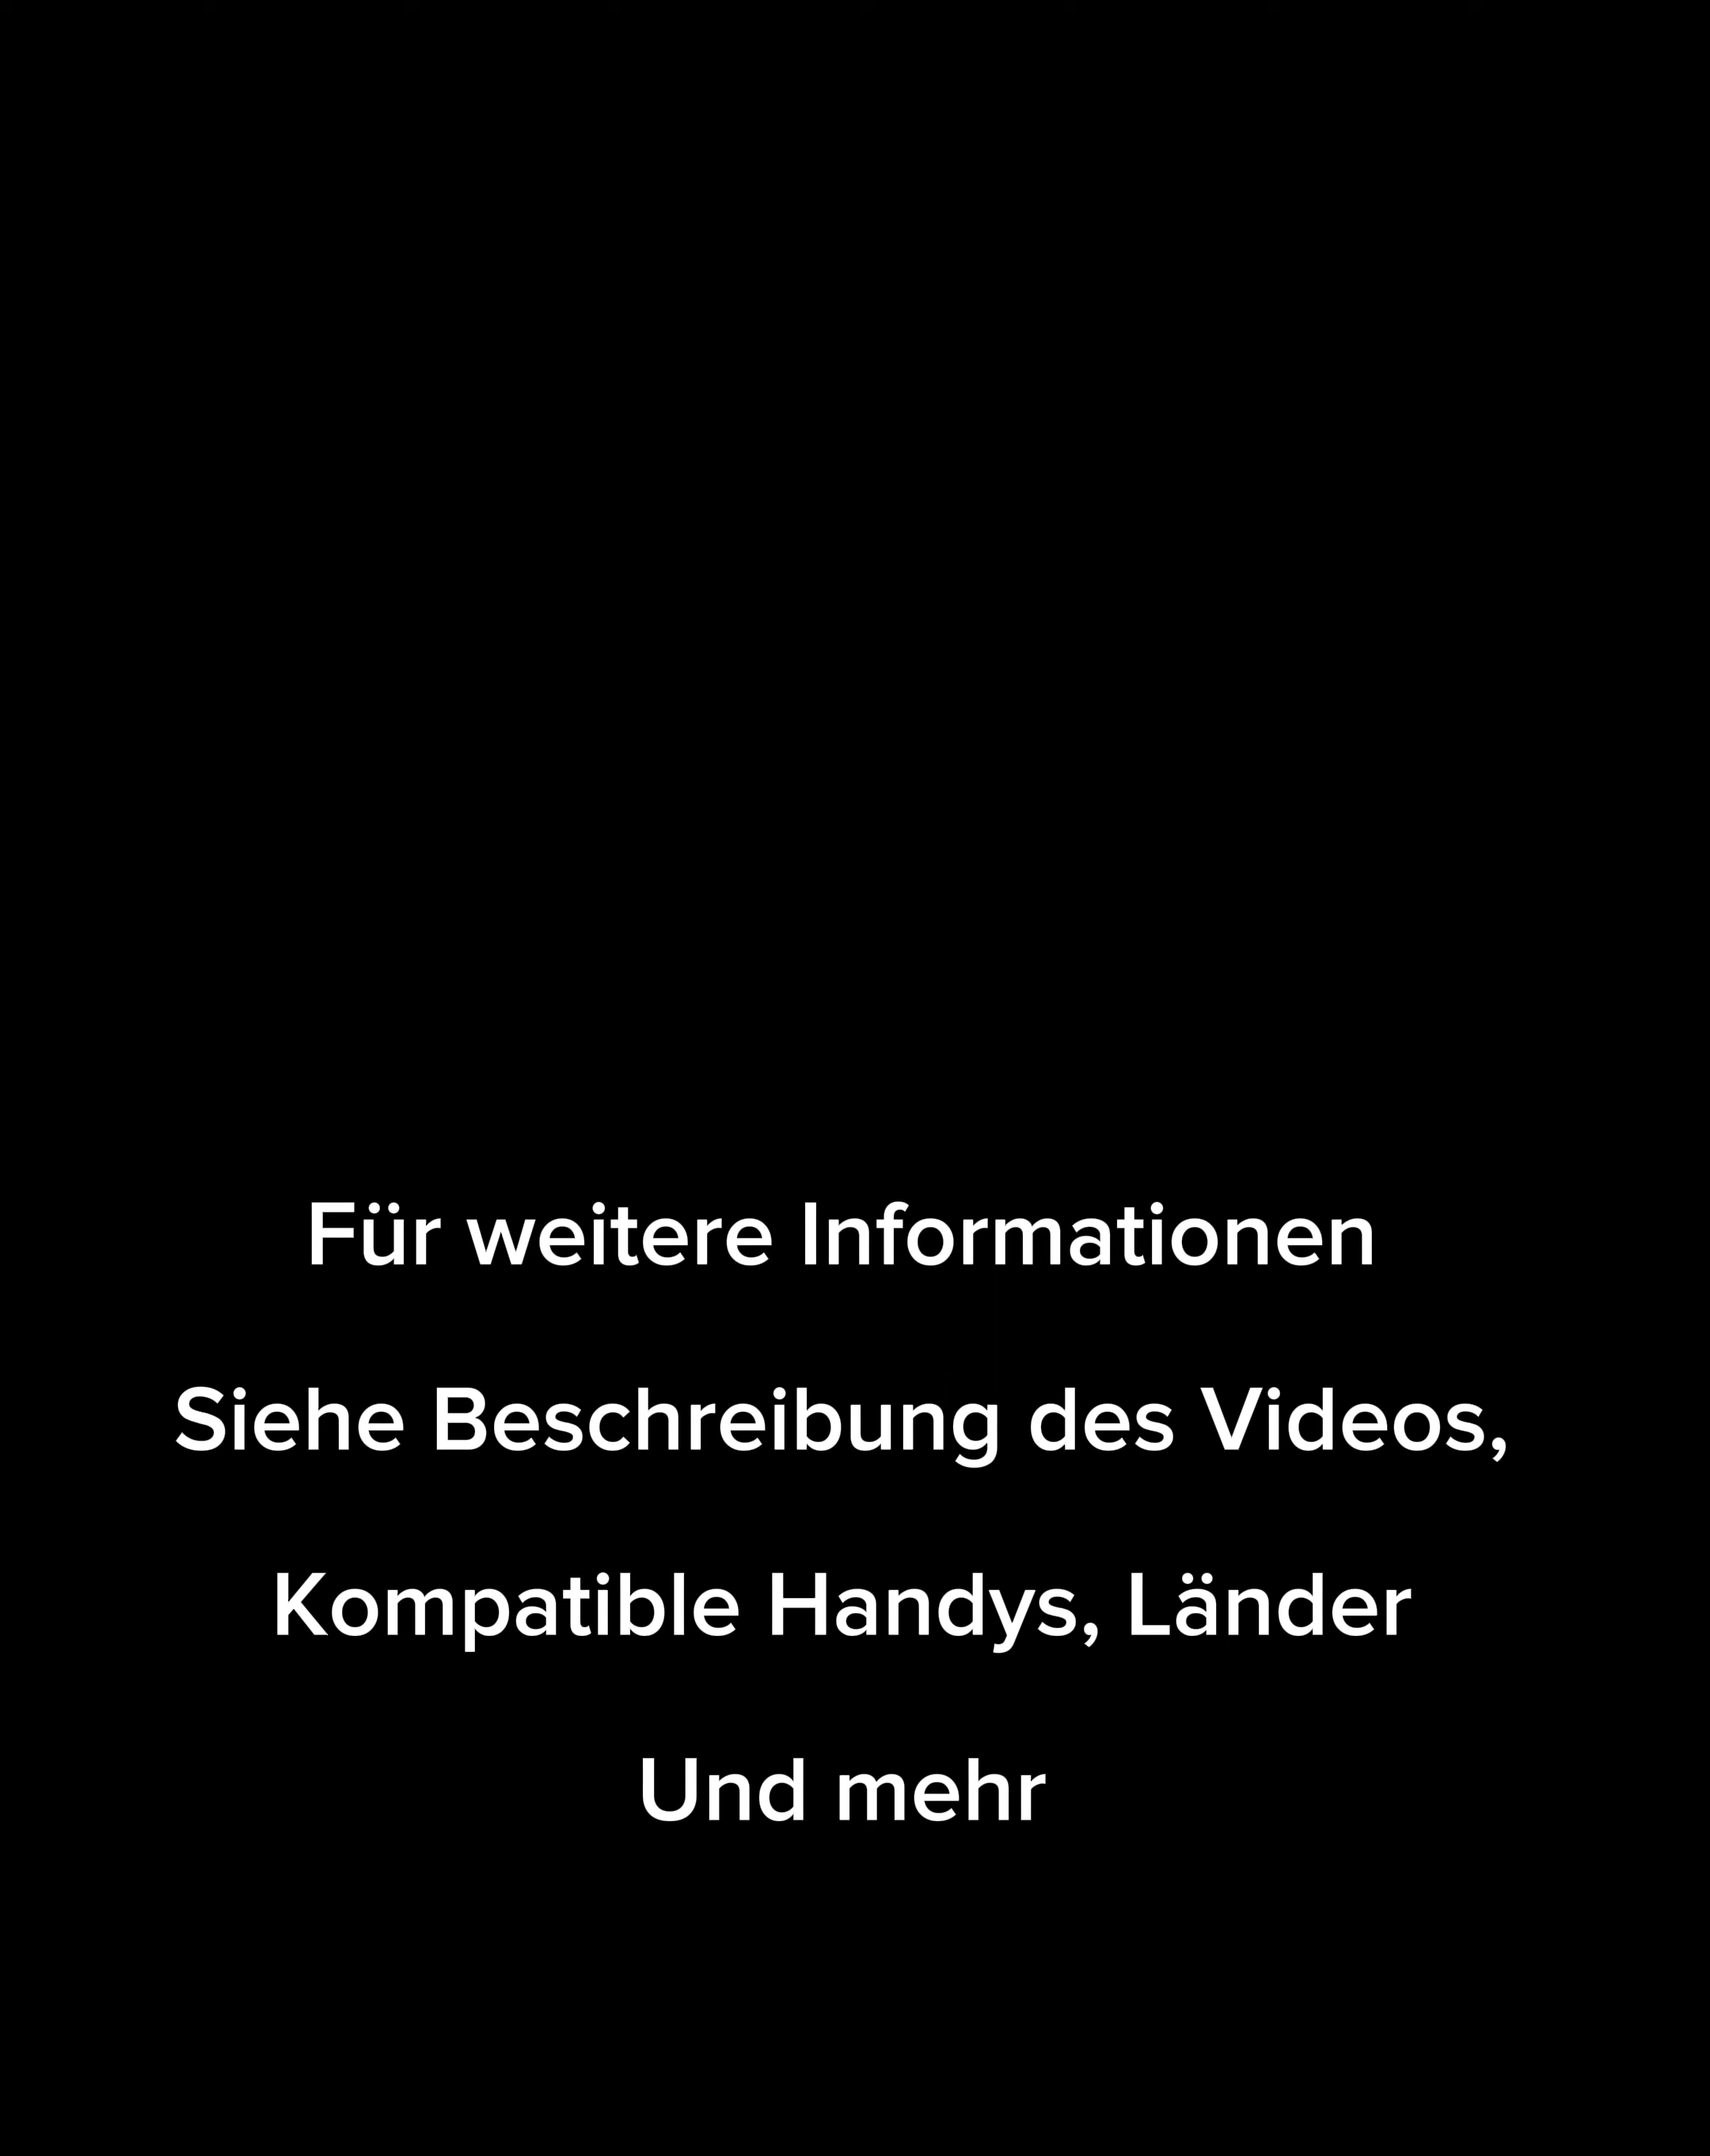 Für weitere Informationen
Siehe Beschreibung des Videos,
Kompatible Handys, Länder
Und mehr